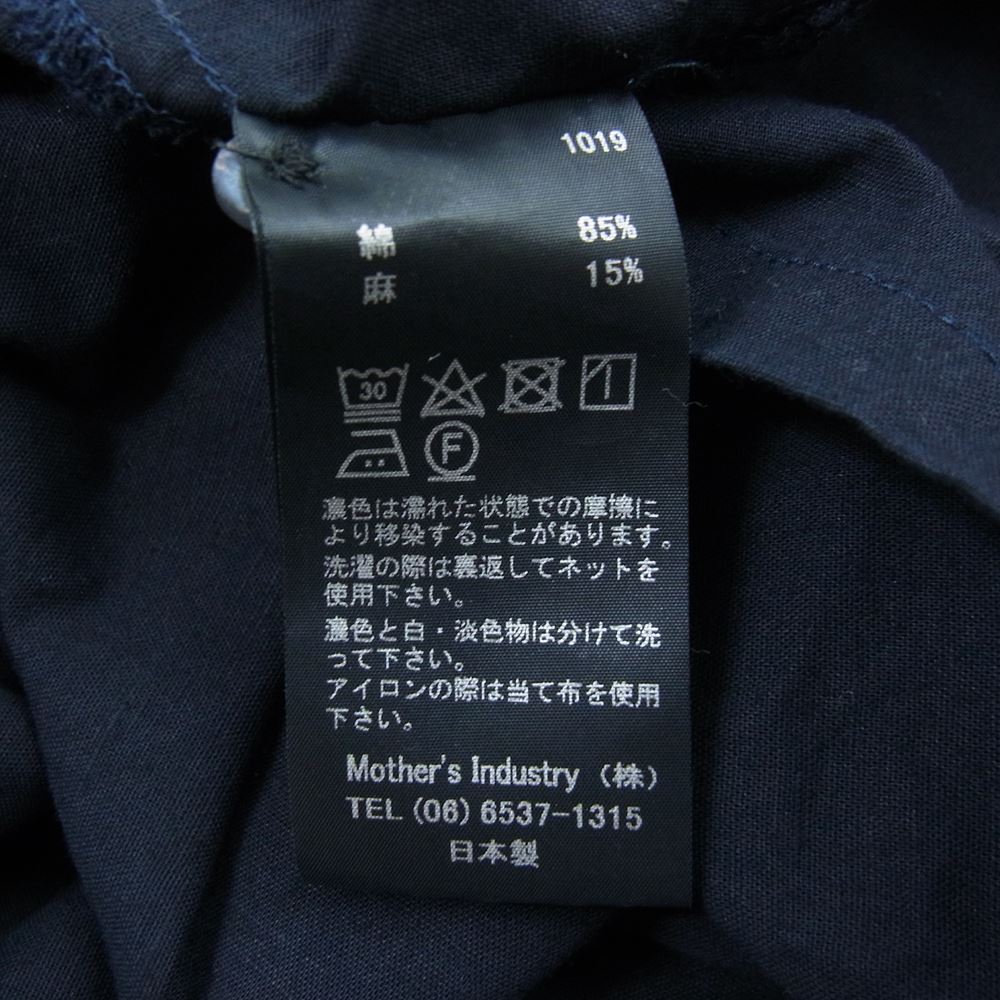 1019
綿 85%
麻 15%
30
F
濃色は濡れた状態での摩擦に
より移染することがあります。
洗濯の際は裏返してネットを
使用下さい。
濃色と白・淡色物は分けて洗
って下さい。
アイロンの際は当て布を使用
下さい。
Mother's Industry (株)
TEL (06) 6537-1315
日本製